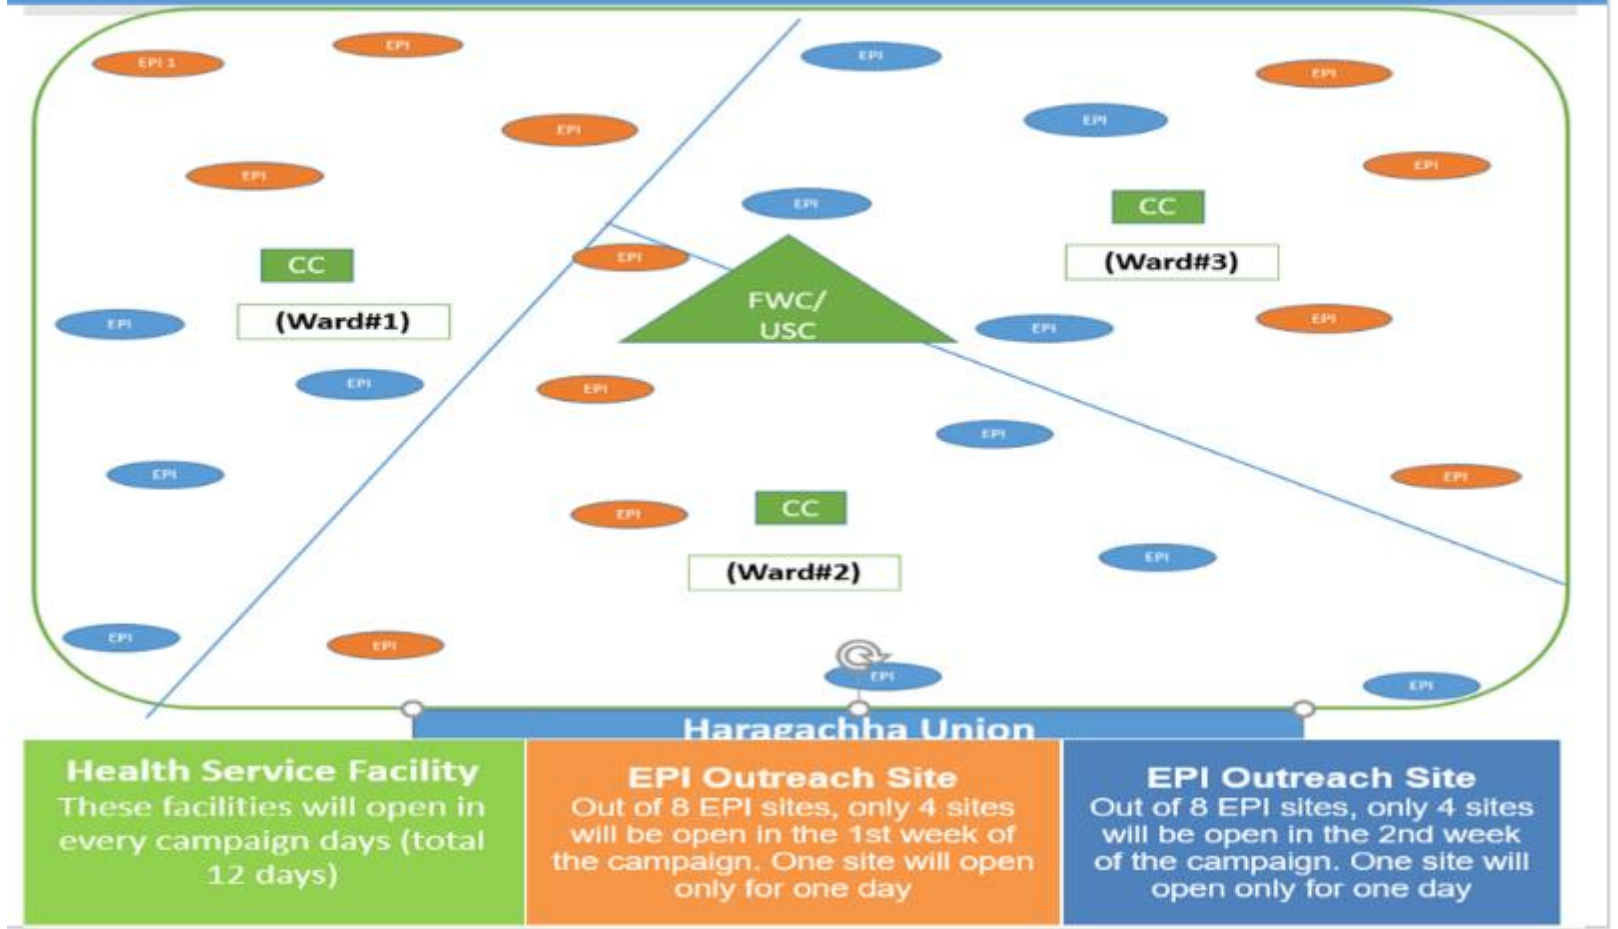 EPI
EPI 1
EPI
EPI
EPI
EPI
EPI
EPI
EPI
CC
EPI
(Ward#3)
EPI
CC
(Ward#1)
EPI
EPI
EPI
FWC/
USC
EPI
EPI
EPI
EPI
EPI
EPI
CC
EPI
EPI
(Ward#2)
EPI
EPI
EPI
EPI
Haragachha Union
Health Service Facility
These facilities will open in
every campaign days (total
12 days)
EPI Outreach Site
Out of 8 EPI sites, only 4 sites
will be open in the 1st week of
the campaign. One site will open
only for one day
EPI Outreach Site
Out of 8 EPI sites, only 4 sites
will be open in the 2nd week
of the campaign. One site will
open only for one day